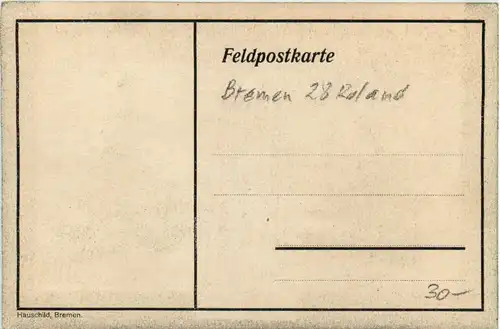 Feldpostkarte
Bremen 28 Roland
30-
Hauschild, Bremen.